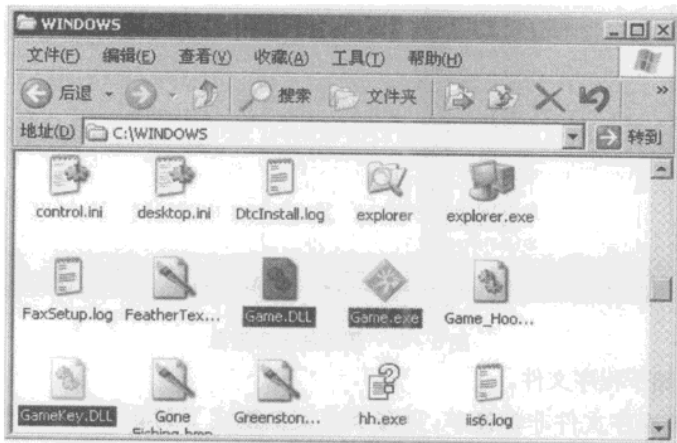 WINDOWS
文件(F) 编辑(E) 查看(V) 收藏(A) 工具(T) 帮助(H)
后退 搜索 文件夹 »
地址(D) C:\WINDOWS 转到
control.ini desktop.ini DtcInstall.log explorer explorer.exe
FaxSetup.log FeatherTex... Game.DLL Game.exe Game_Hoo...
GameKey.DLL Gone Greenston... hh.exe iis6.log
Fishing.bmp